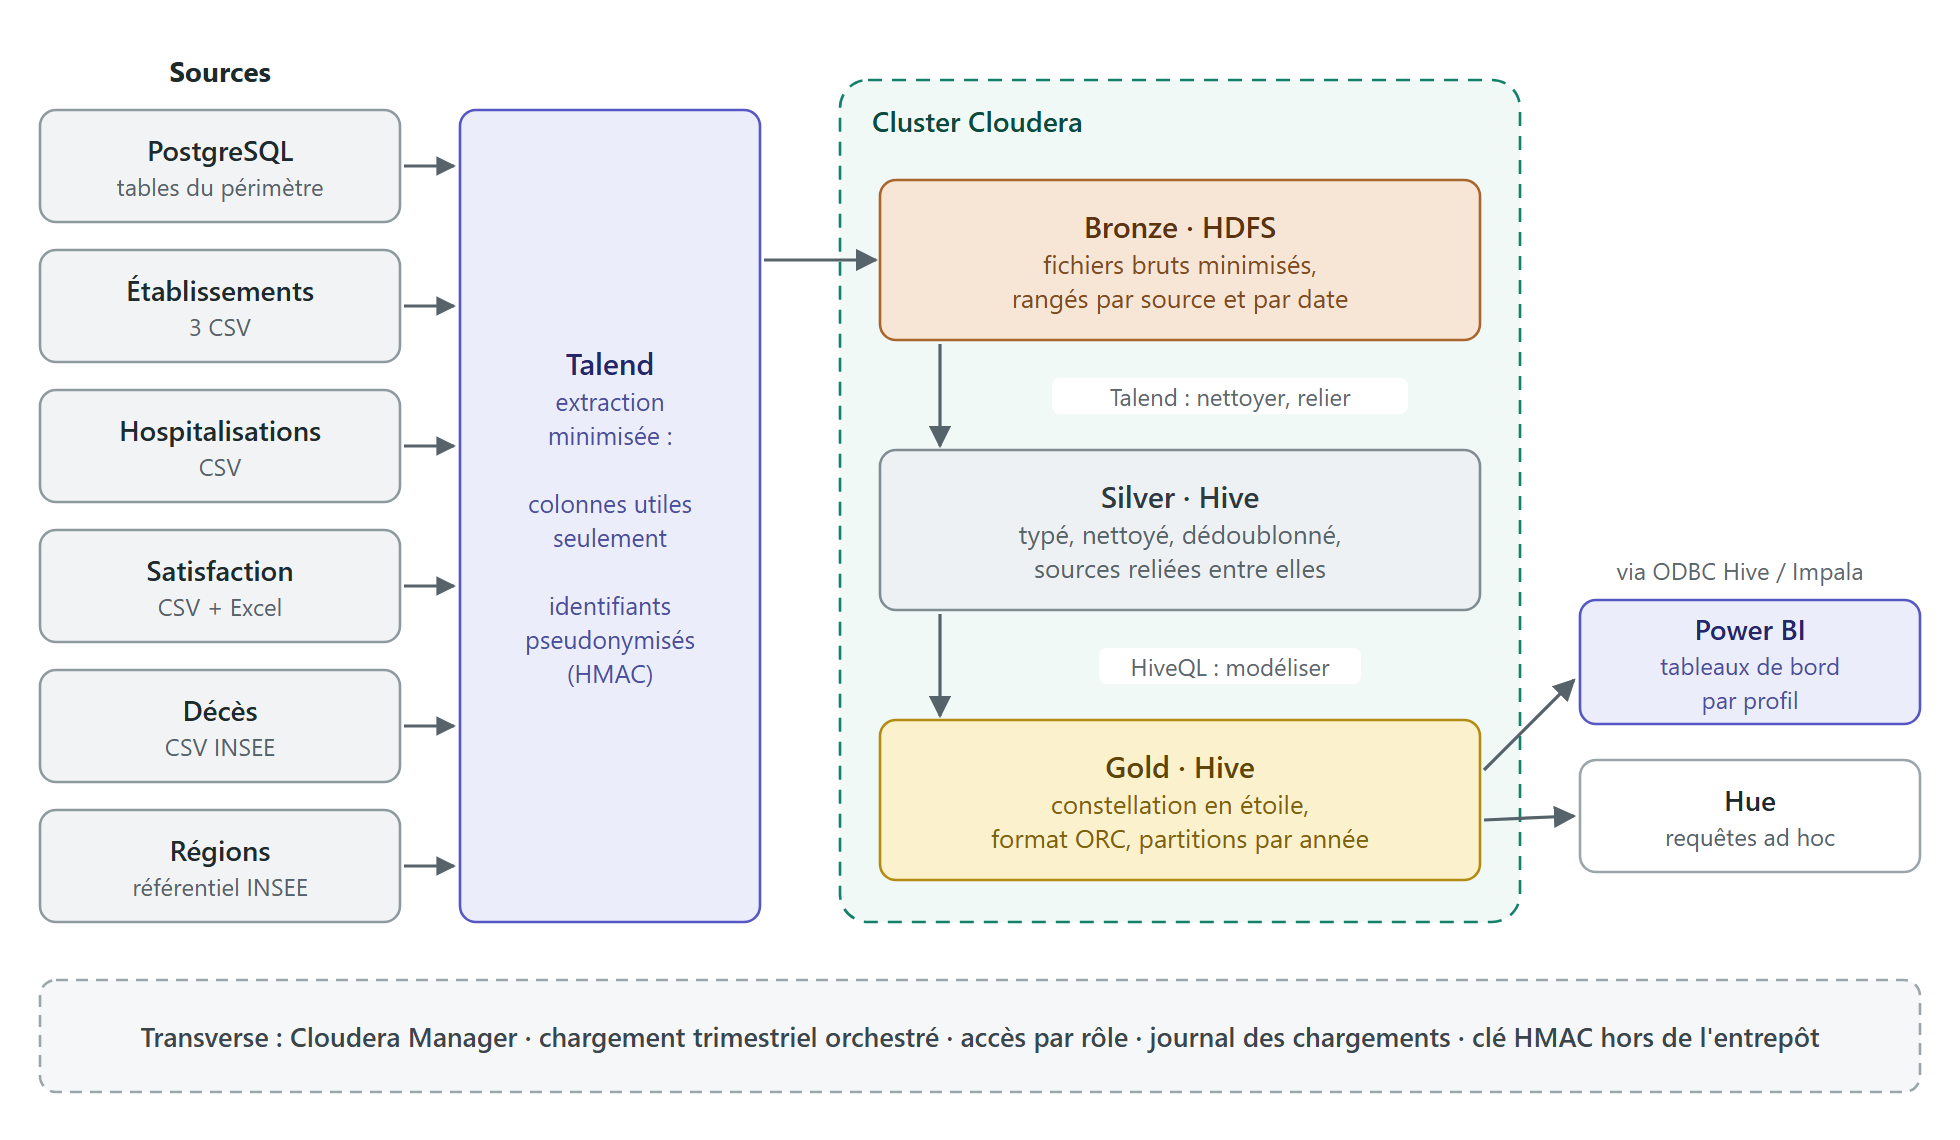 Sources
PostgreSQL
tables du périmètre
Établissements
3 CSV
Hospitalisations
CSV
Satisfaction
CSV + Excel
Décès
CSV INSEE
Régions
référentiel INSEE
Talend
extraction
minimisée :
colonnes utiles
seulement
identifiants
pseudonymisés
(HMAC)
Cluster Cloudera
Bronze · HDFS
fichiers bruts minimisés,
rangés par source et par date
Talend : nettoyer, relier
Silver · Hive
typé, nettoyé, dédoublonné,
sources reliées entre elles
HiveQL : modéliser
Gold · Hive
constellation en étoile,
format ORC, partitions par année
via ODBC Hive / Impala
Power BI
tableaux de bord
par profil
Hue
requêtes ad hoc
Transverse : Cloudera Manager · chargement trimestriel orchestré · accès par rôle · journal des chargements · clé HMAC hors de l'entrepôt